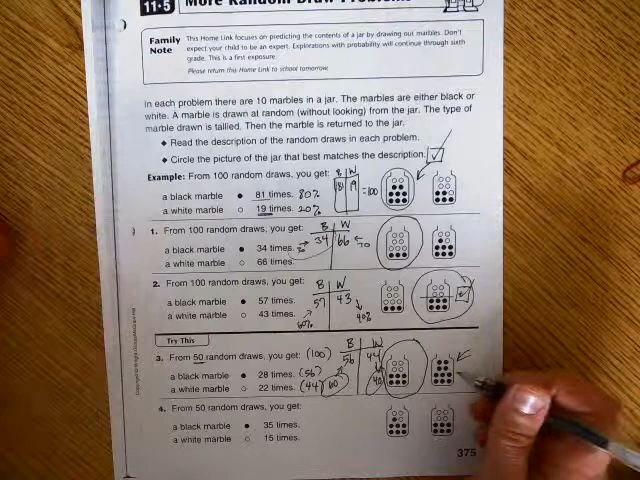 11•5 More Random Draw Problems
Family Note
This Home Link focuses on predicting the contents of a jar by drawing out marbles. Don't
expect your child to be an expert. Explorations with probability will continue through sixth
grade. This is a first exposure.
Please return this Home Link to school tomorrow.
In each problem there are 10 marbles in a jar. The marbles are either black or
white. A marble is drawn at random (without looking) from the jar. The type of
marble drawn is tallied. Then the marble is returned to the jar.
◆ Read the description of the random draws in each problem.
◆ Circle the picture of the jar that best matches the description. ✓
Example: From 100 random draws, you get: B W
a black marble ● 81 times. 80% 81 19 =100
a white marble ○ 19 times. 20%
1. From 100 random draws, you get: B W
a black marble ● 34 times. 34 66
a white marble ○ 66 times.
2. From 100 random draws, you get: B W
a black marble ● 57 times. 57 43
a white marble ○ 43 times. 60% 40%
Try This
3. From 50 random draws, you get: (100) B W
a black marble ● 28 times. (56) 56 44
a white marble ○ 22 times. (44) 60 40
4. From 50 random draws, you get:
a black marble ● 35 times.
a white marble ○ 15 times.
375